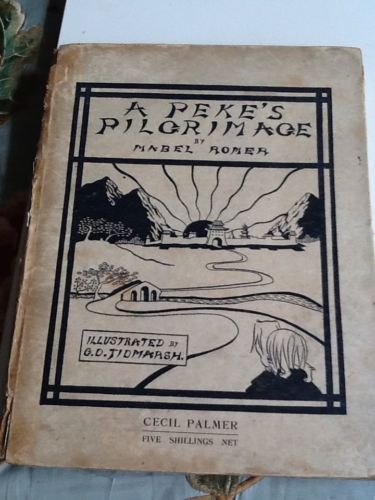 A PEKE'S
PILGRIMAGE
BY
MABEL ROMER
ILLUSTRATED BY
G.D. TIDMARSH.
CECIL PALMER
FIVE SHILLINGS NET